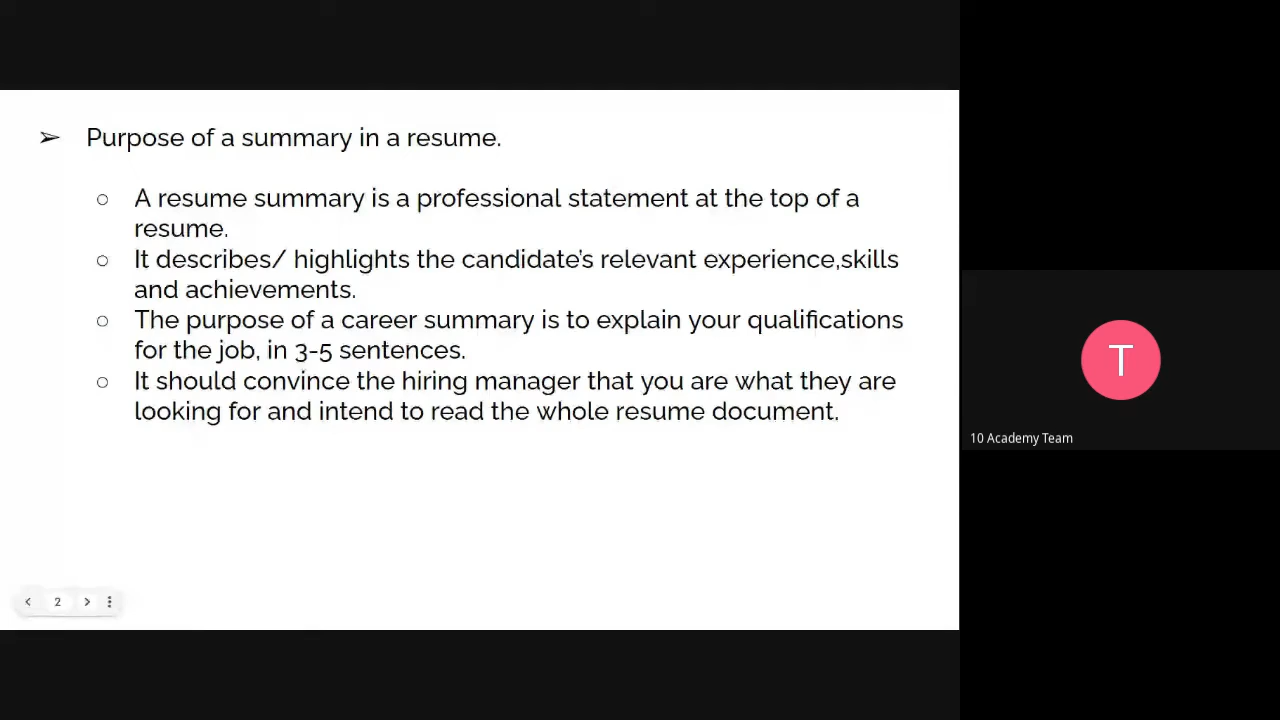 ➢ Purpose of a summary in a resume.
○ A resume summary is a professional statement at the top of a
resume.
○ It describes/ highlights the candidate's relevant experience,skills
and achievements.
○ The purpose of a career summary is to explain your qualifications
for the job, in 3-5 sentences.
○ It should convince the hiring manager that you are what they are
looking for and intend to read the whole resume document.
T
10 Academy Team
2